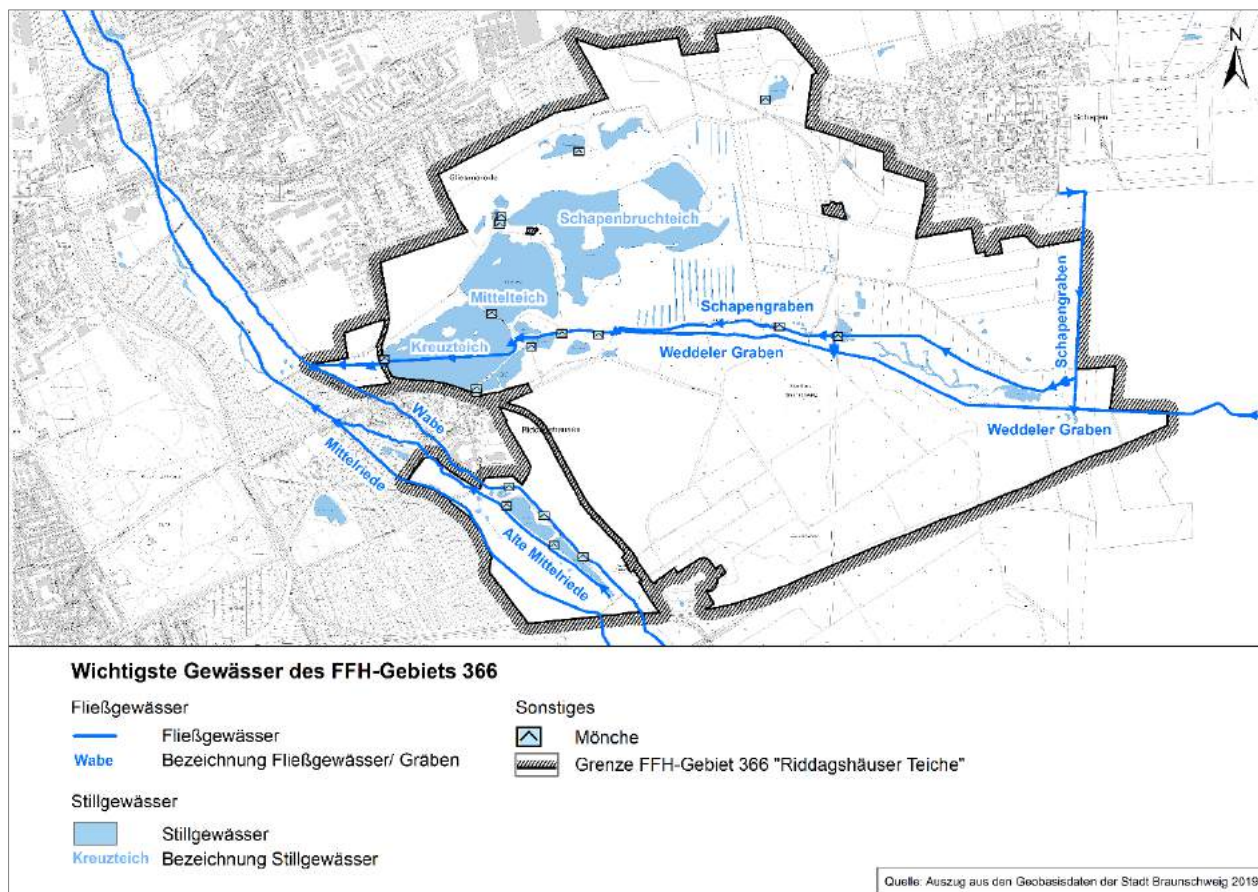 N
Schapen
Gliesmarode
Schapenbruchteich
Mittelteich
Schapengraben
Schapengraben
Kreuzteich
Weddeler Graben
Weddeler Graben
Wabe
Riddagshausen
Mittelriede
Alte Mittelriede
Wichtigste Gewässer des FFH-Gebiets 366
Fließgewässer
Fließgewässer
Wabe Bezeichnung Fließgewässer/ Gräben
Stillgewässer
Stillgewässer
Kreuzteich Bezeichnung Stillgewässer
Sonstiges
Mönche
Grenze FFH-Gebiet 366 "Riddagshäuser Teiche"
Quelle: Auszug aus den Geobasisdaten der Stadt Braunschweig 2019